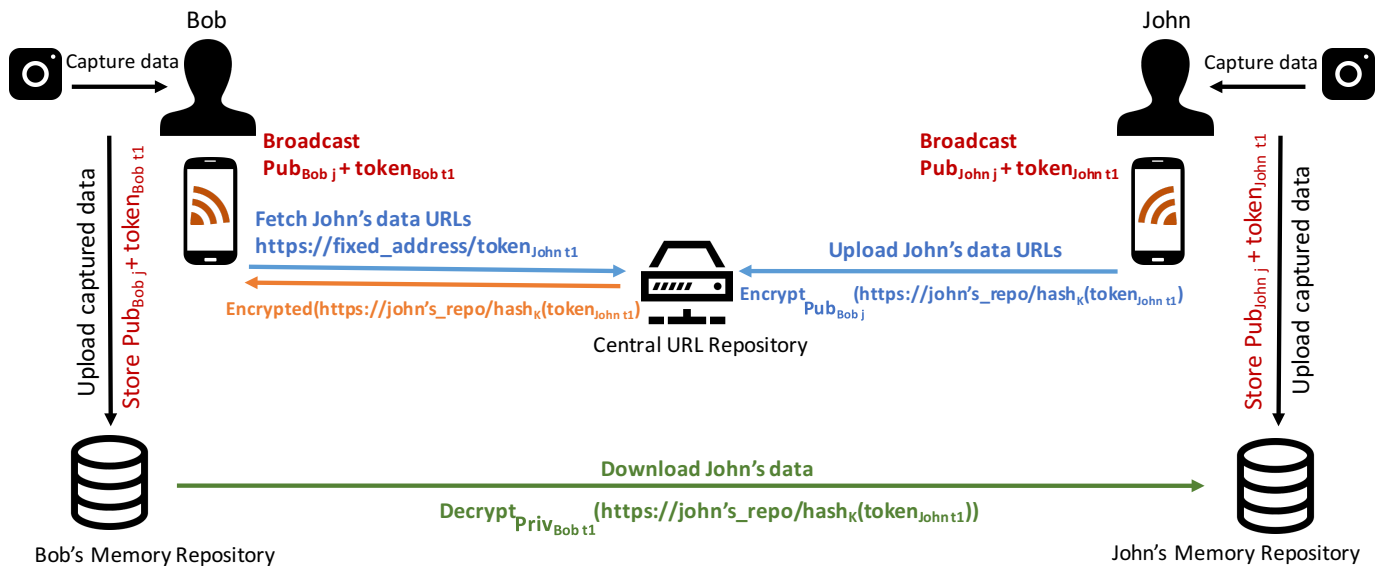 Bob
John
Capture data
Capture data
Broadcast
Pub_Bob j + token_Bob t1
Broadcast
Pub_John j + token_John t1
Upload captured data
Store Pub_Bob j + token_Bob t1
Fetch John's data URLs
https://fixed_address/token_John t1
Upload John's data URLs
Encrypted(https://john's_repo/hash_K(token_John t1)
Encrypt_Pub_Bob j (https://john's_repo/hash_K(token_John t1)
Central URL Repository
Store Pub_John j + token_John t1
Upload captured data
Download John's data
Decrypt_Priv_Bob t1 (https://john's_repo/hash_K(token_John t1))
Bob's Memory Repository
John's Memory Repository